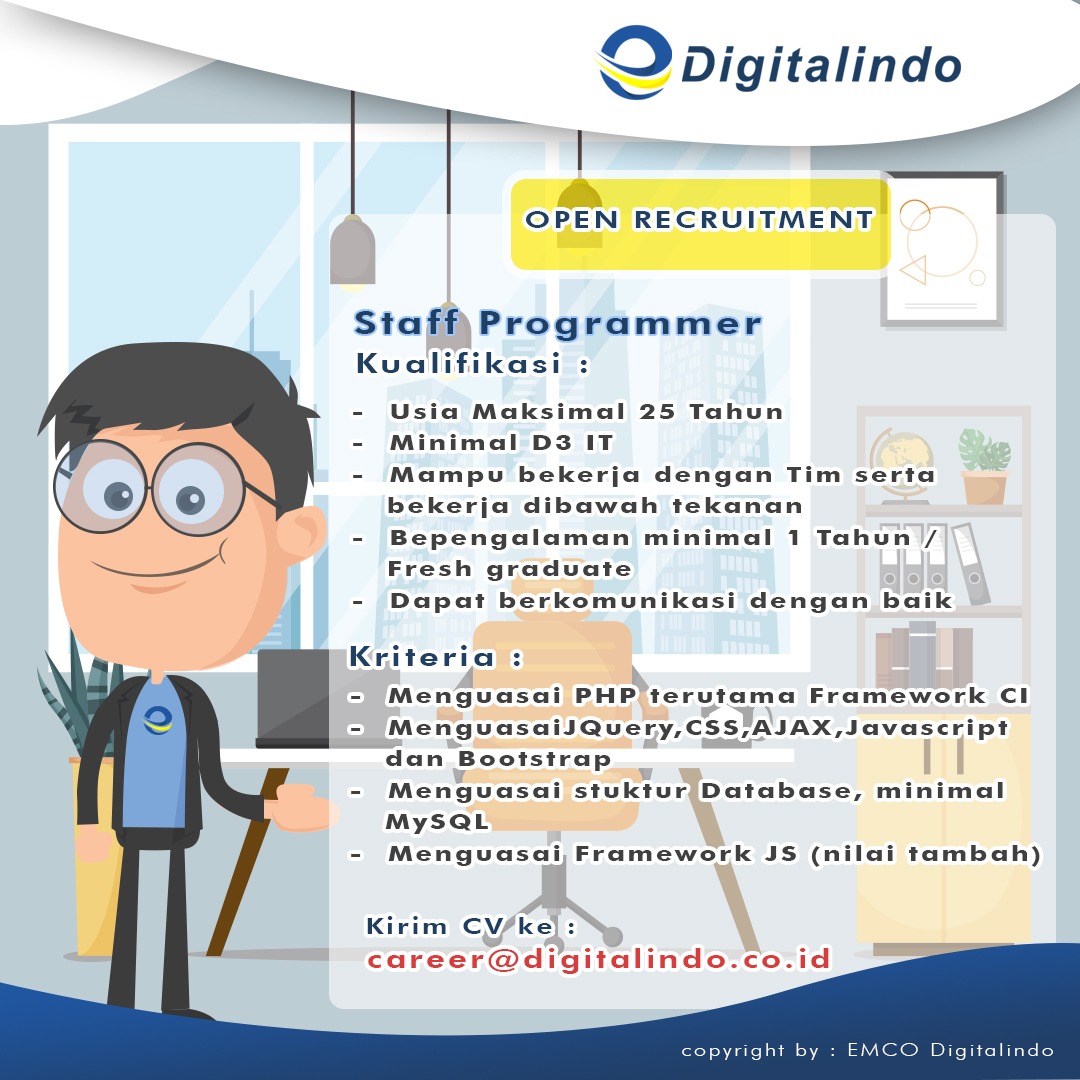 Digitalindo
OPEN RECRUITMENT
Staff Programmer
Kualifikasi :
- Usia Maksimal 25 Tahun
- Minimal D3 IT
- Mampu bekerja dengan Tim serta
bekerja dibawah tekanan
- Bepengalaman minimal 1 Tahun /
Fresh graduate
- Dapat berkomunikasi dengan baik
Kriteria :
- Menguasai PHP terutama Framework CI
- MenguasaiJQuery,CSS,AJAX,Javascript
dan Bootstrap
- Menguasai stuktur Database, minimal
MySQL
- Menguasai Framework JS (nilai tambah)
Kirim CV ke :
career@digitalindo.co.id
copyright by : EMCO Digitalindo